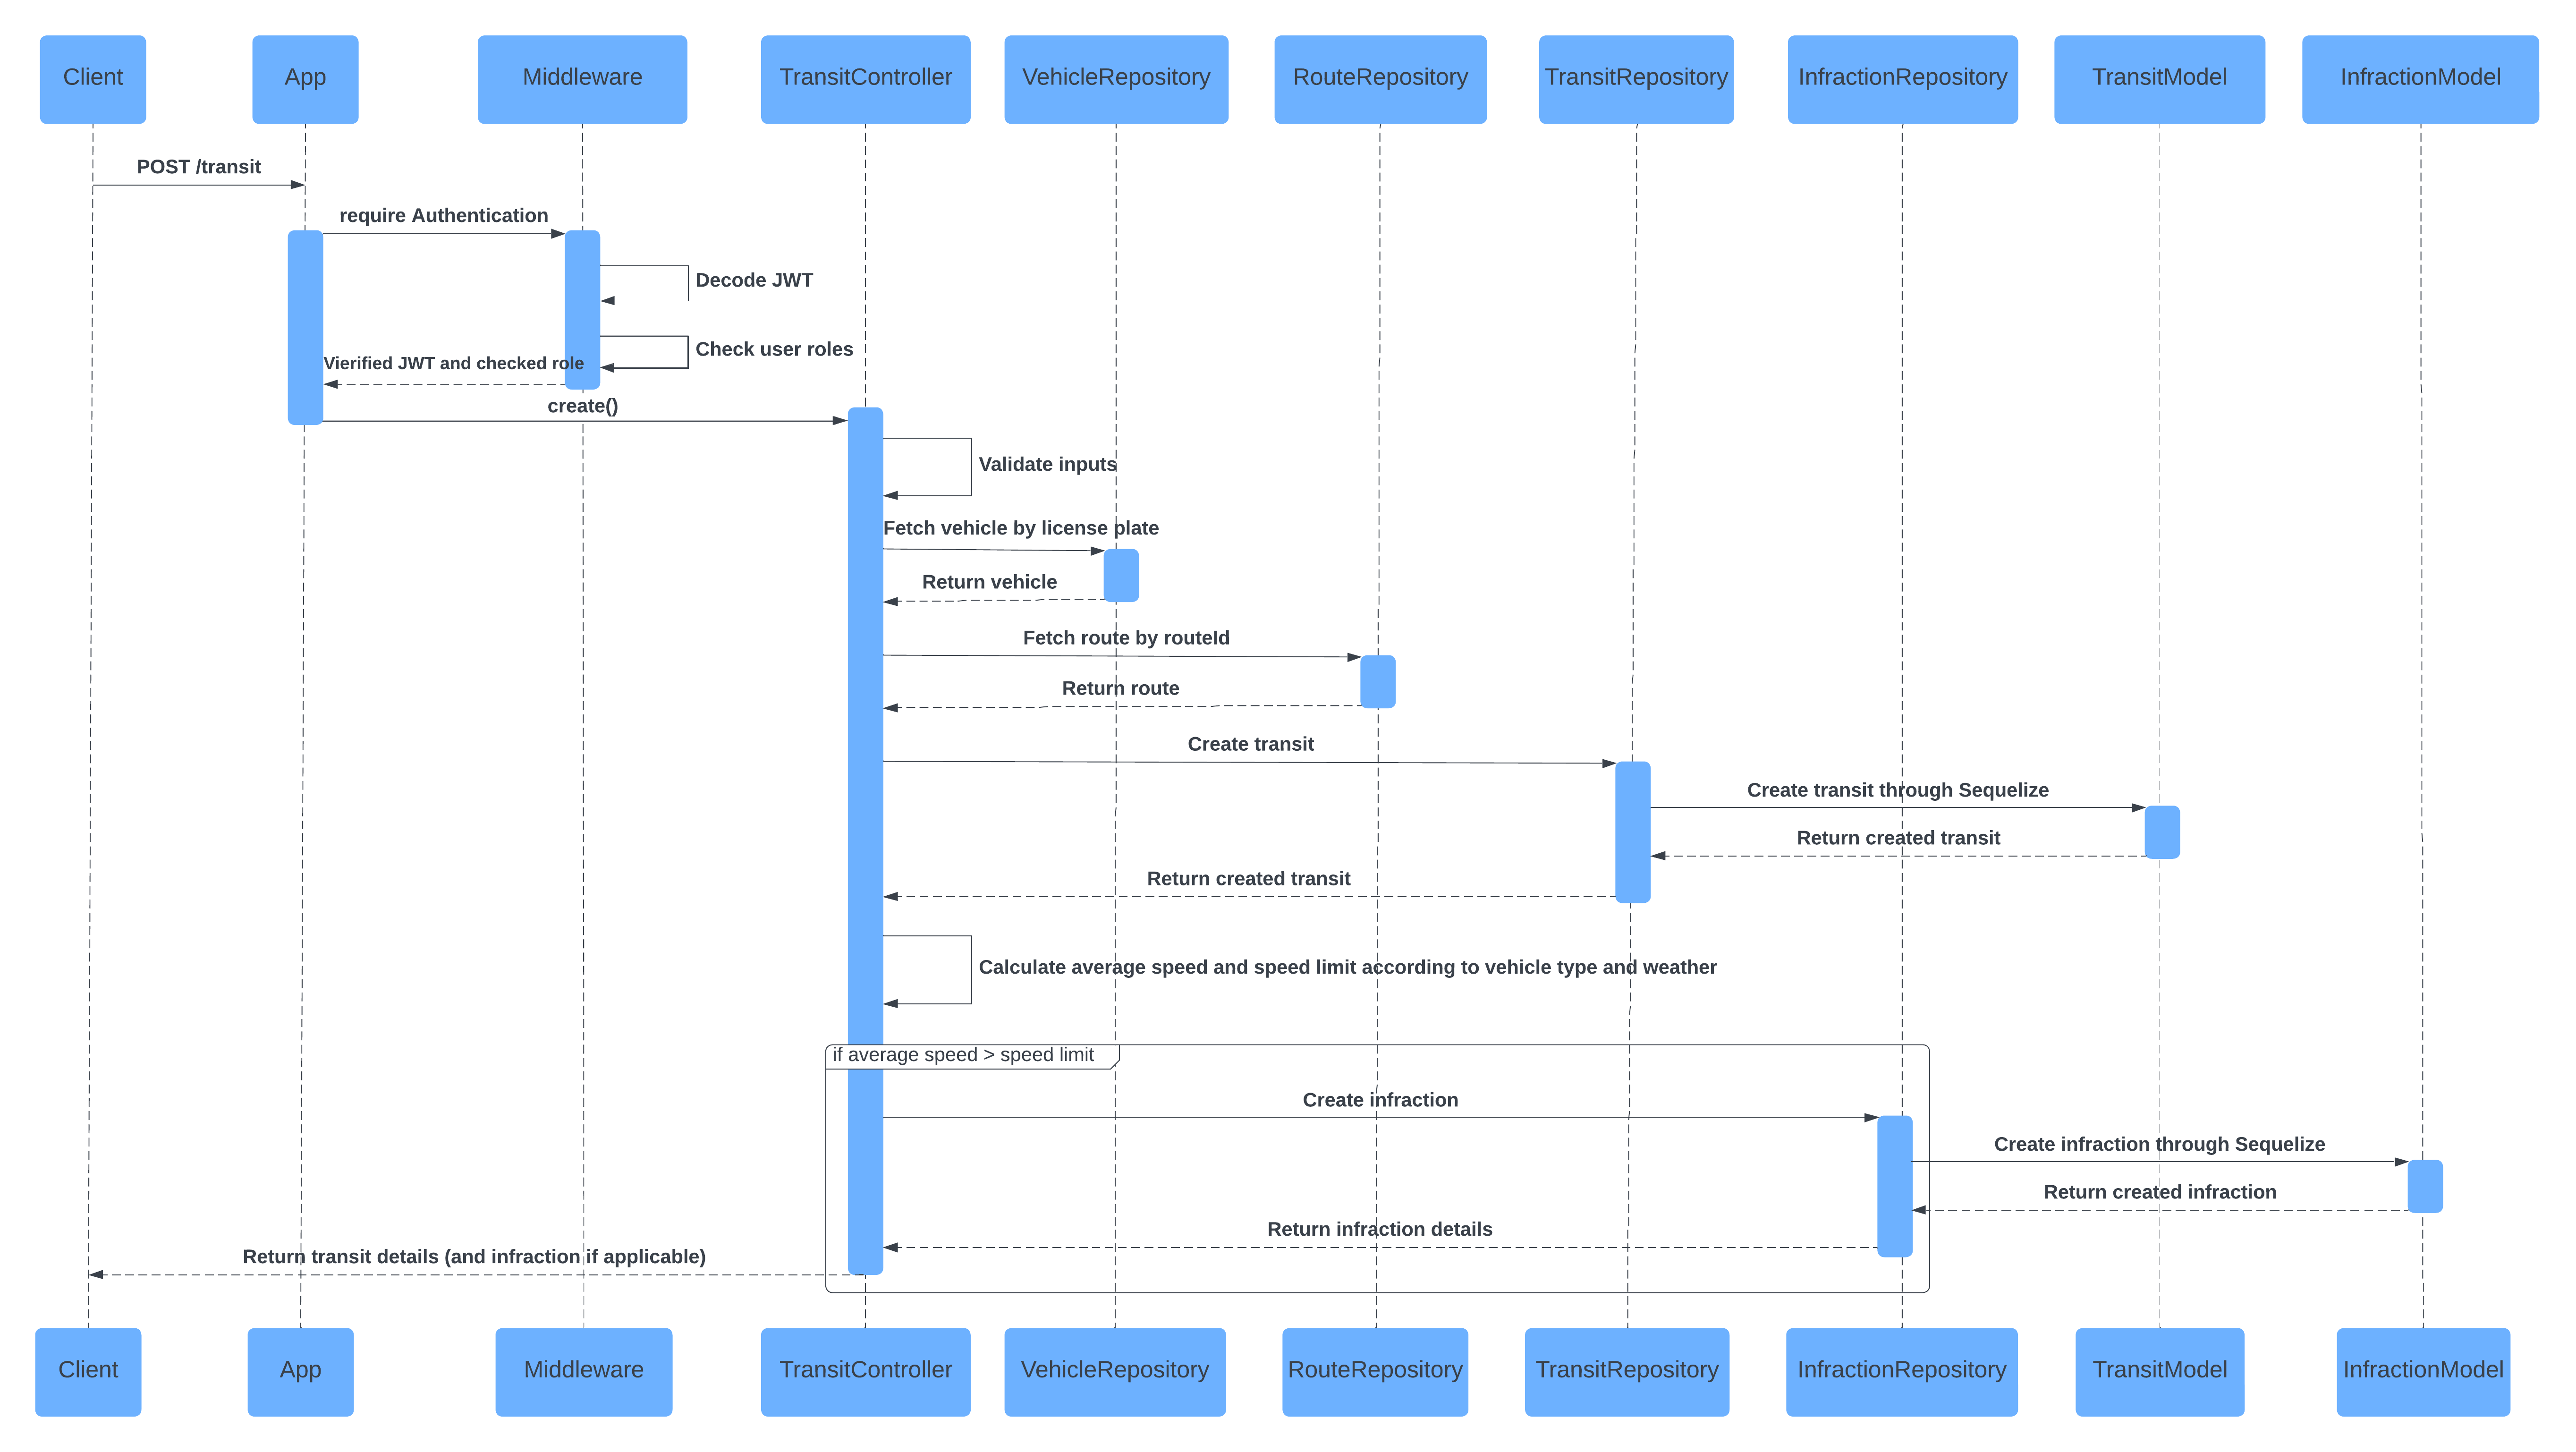 Client
App
Middleware
TransitController
VehicleRepository
RouteRepository
TransitRepository
InfractionRepository
TransitModel
InfractionModel
POST /transit
require Authentication
Decode JWT
Check user roles
Vierified JWT and checked role
create()
Validate inputs
Fetch vehicle by license plate
Return vehicle
Fetch route by routeId
Return route
Create transit
Create transit through Sequelize
Return created transit
Return created transit
Calculate average speed and speed limit according to vehicle type and weather
if average speed > speed limit
Create infraction
Create infraction through Sequelize
Return created infraction
Return infraction details
Return transit details (and infraction if applicable)
Client
App
Middleware
TransitController
VehicleRepository
RouteRepository
TransitRepository
InfractionRepository
TransitModel
InfractionModel